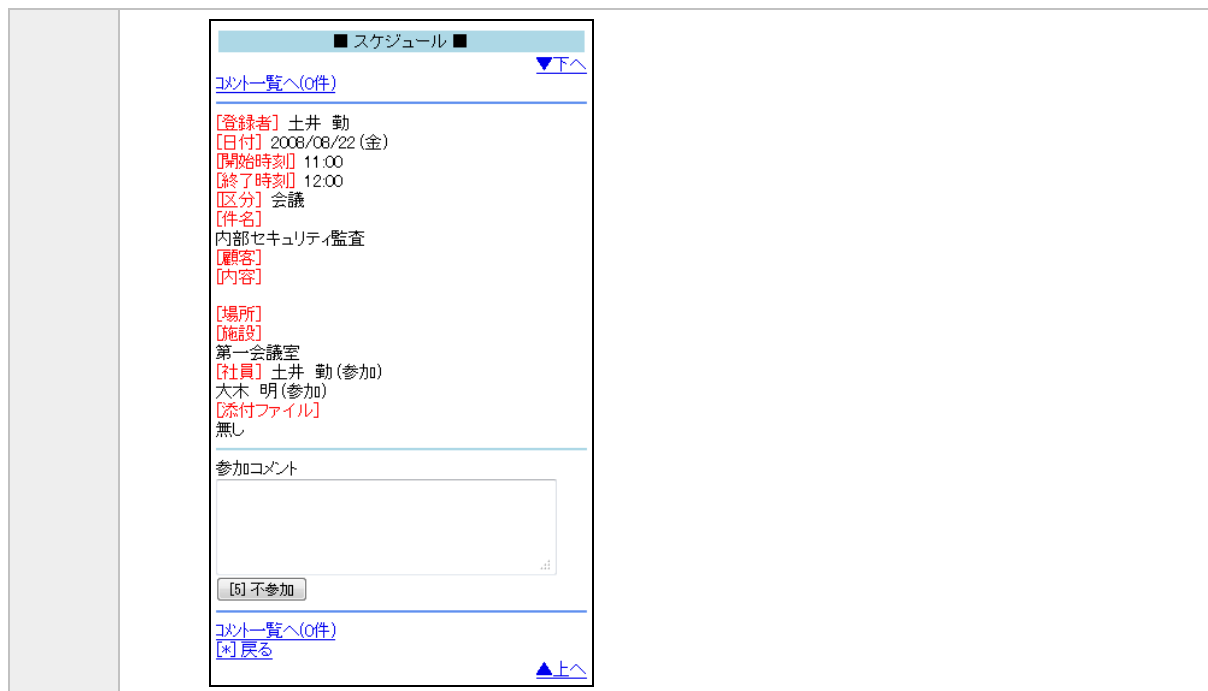 ■ スケジュール ■
▼下へ
コメント一覧へ(0件)
[登録者] 土井 勤
[日付] 2008/08/22(金)
[開始時刻] 11:00
[終了時刻] 12:00
[区分] 会議
[件名]
内部セキュリティ監査
[顧客]
[内容]
[場所]
[施設]
第一会議室
[社員] 土井 勤(参加)
大木 明(参加)
[添付ファイル]
無し
参加コメント
[5] 不参加
コメント一覧へ(0件)
[*] 戻る
▲上へ